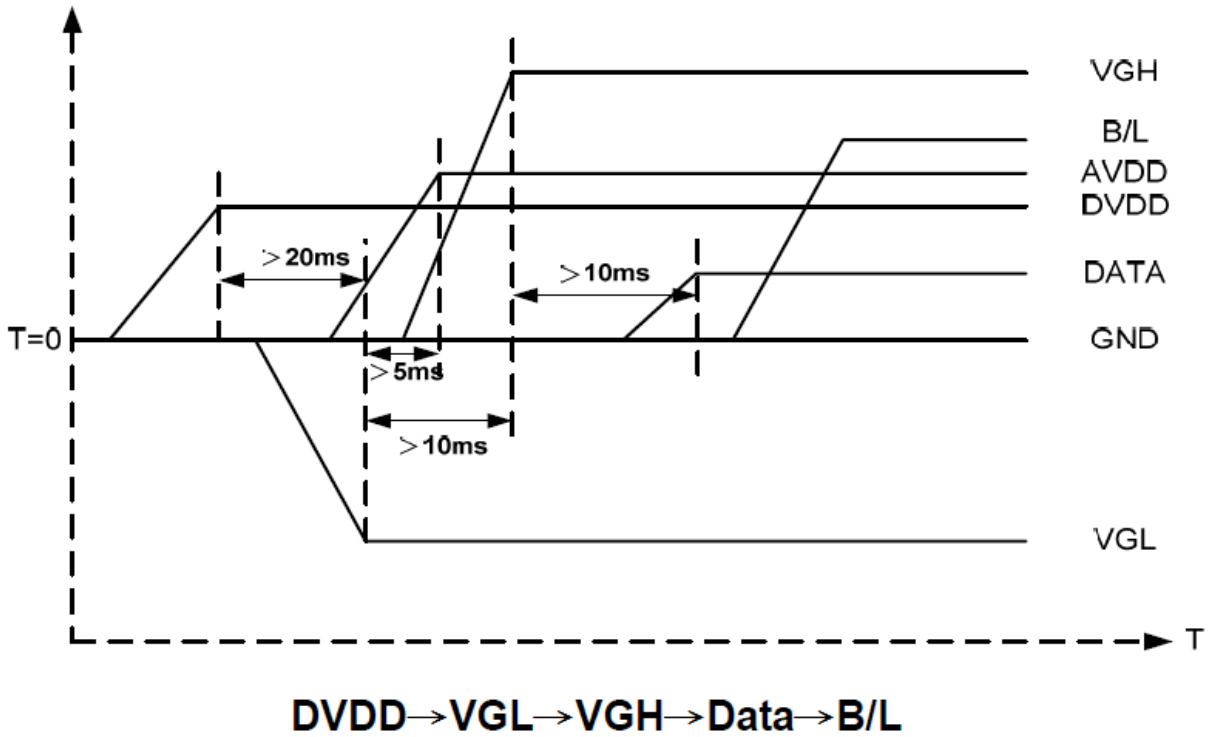 VGH
B/L
AVDD
DVDD
>20ms
>10ms
DATA
T=0
GND
>5ms
>10ms
VGL
T
DVDD→VGL→VGH→Data→B/L